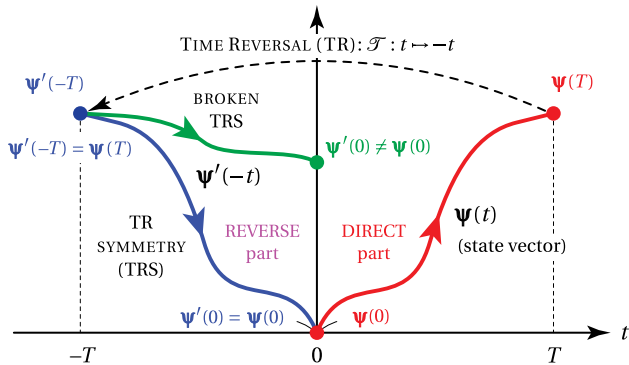 TIME REVERSAL (TR): 𝒯 : t ↦ −t
ψ′(−T)
ψ(T)
BROKEN
TRS
ψ′(−T) = ψ(T)
ψ′(0) ≠ ψ(0)
ψ′(−t)
ψ(t)
(state vector)
TR
SYMMETRY
(TRS)
REVERSE
part
DIRECT
part
ψ′(0) = ψ(0)
ψ(0)
−T
0
T
t